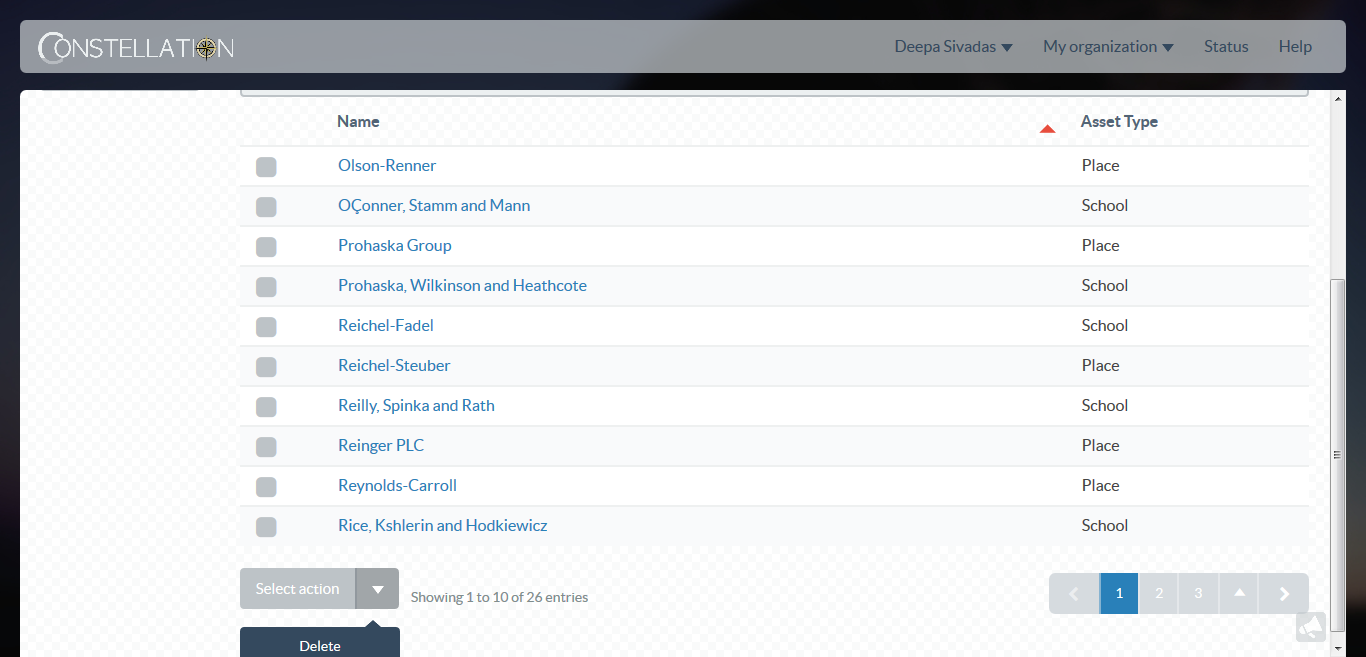 CONSTELLATION
Deepa Sivadas My organization Status Help
Name Asset Type
Olson-Renner Place
OÇonner, Stamm and Mann School
Prohaska Group Place
Prohaska, Wilkinson and Heathcote School
Reichel-Fadel School
Reichel-Steuber Place
Reilly, Spinka and Rath School
Reinger PLC Place
Reynolds-Carroll Place
Rice, Kshlerin and Hodkiewicz School
Select action Showing 1 to 10 of 26 entries 1 2 3
Delete